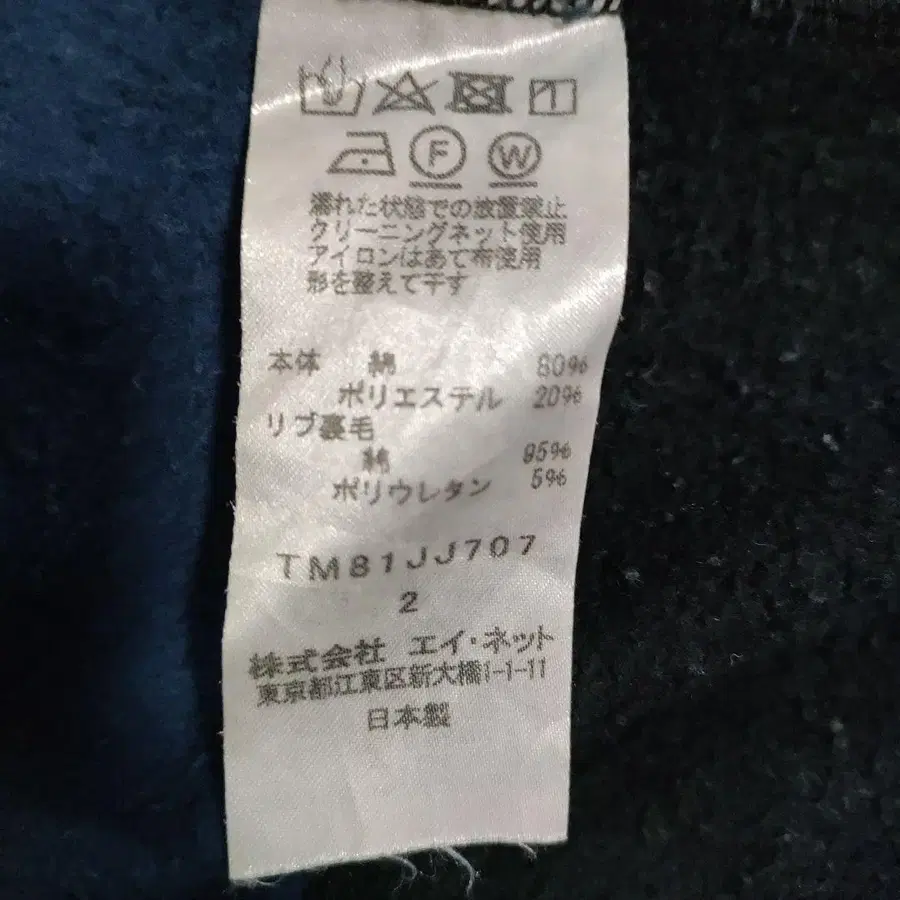 F W
濡れた状態での放置禁止
クリーニングネット使用
アイロンはあて布使用
形を整えて干す
本体 綿 80%
ポリエステル 20%
リブ裏毛
綿 95%
ポリウレタン 5%
TM81JJ707
2
株式会社 エイ・ネット
東京都江東区新大橋1-1-11
日本製